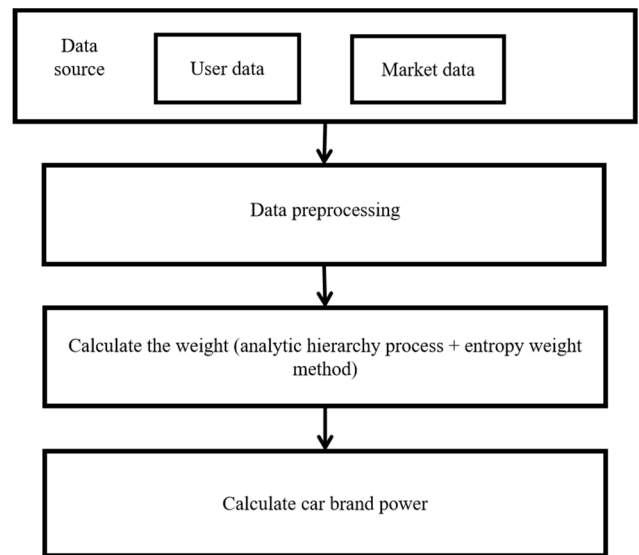 Data
source
User data
Market data
Data preprocessing
Calculate the weight (analytic hierarchy process + entropy weight
method)
Calculate car brand power